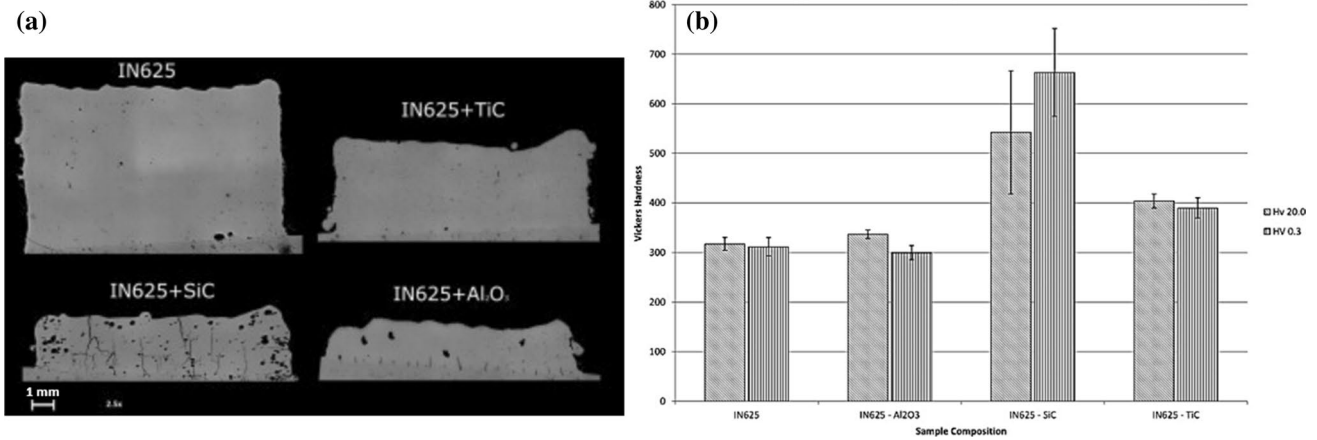 (a)
IN625
IN625+TiC
IN625+SiC
IN625+Al₂O₃
1 mm
2.5x
(b)
Vickers Hardness
800
700
600
500
400
300
200
100
0
IN625
IN625 - Al2O3
IN625 - SiC
IN625 - TiC
Sample Composition
Hv 20.0
HV 0.3